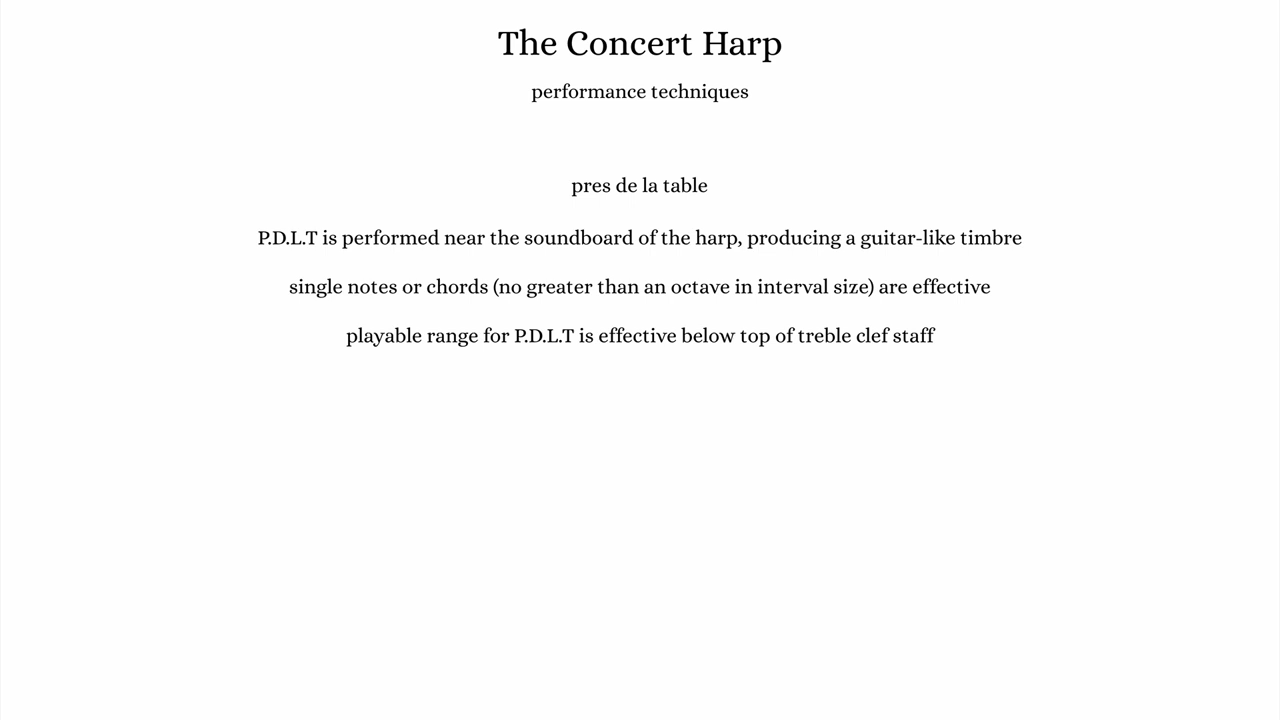 The Concert Harp
performance techniques
pres de la table
P.D.L.T is performed near the soundboard of the harp, producing a guitar-like timbre
single notes or chords (no greater than an octave in interval size) are effective
playable range for P.D.L.T is effective below top of treble clef staff